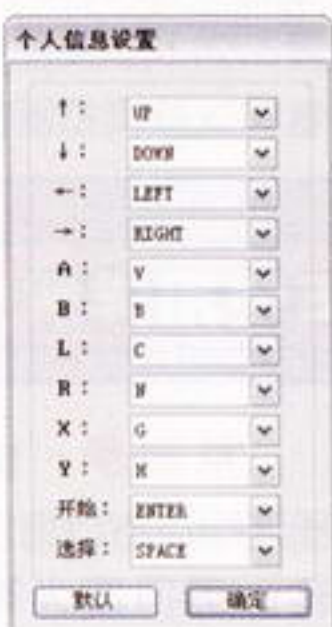 个人信息设置
↑： UP
↓： DOWN
←： LEFT
→： RIGHT
A： V
B： B
L： C
R： N
X： G
Y：
开始： ENTER
选择： SPACE
默认 确定